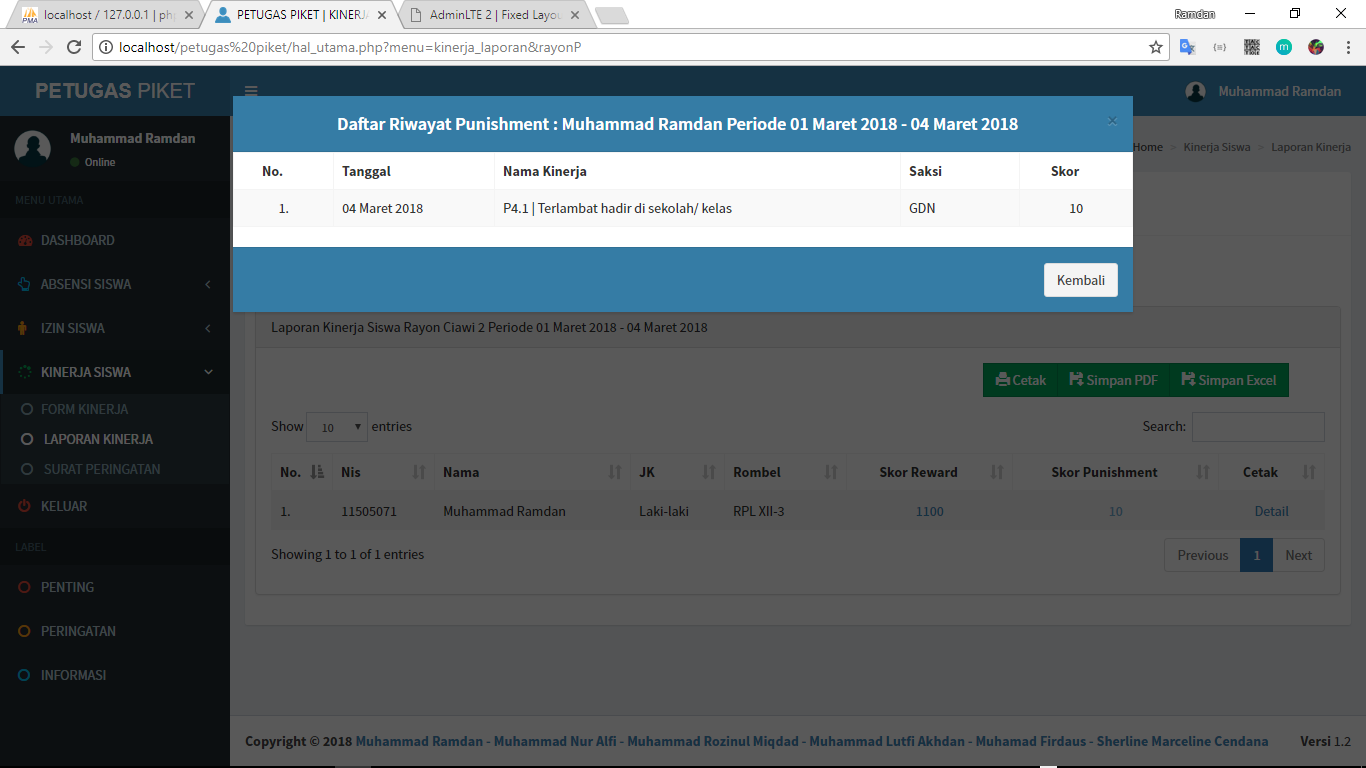 localhost / 127.0.0.1 | ph
PETUGAS PIKET | KINERJ
AdminLTE 2 | Fixed Layou
Ramdan
localhost/petugas%20piket/hal_utama.php?menu=kinerja_laporan&rayonP
PETUGAS PIKET
Muhammad Ramdan
Muhammad Ramdan
Online
Home > Kinerja Siswa > Laporan Kinerja
MENU UTAMA
DASHBOARD
ABSENSI SISWA
IZIN SISWA
KINERJA SISWA
FORM KINERJA
LAPORAN KINERJA
SURAT PERINGATAN
KELUAR
LABEL
PENTING
PERINGATAN
INFORMASI
Daftar Riwayat Punishment : Muhammad Ramdan Periode 01 Maret 2018 - 04 Maret 2018 ×
No. Tanggal Nama Kinerja Saksi Skor
1. 04 Maret 2018 P4.1 | Terlambat hadir di sekolah/ kelas GDN 10
Kembali
Laporan Kinerja Siswa Rayon Ciawi 2 Periode 01 Maret 2018 - 04 Maret 2018
Cetak Simpan PDF Simpan Excel
Show 10 entries Search:
No. Nis Nama JK Rombel Skor Reward Skor Punishment Cetak
1. 11505071 Muhammad Ramdan Laki-laki RPL XII-3 1100 10 Detail
Showing 1 to 1 of 1 entries Previous 1 Next
Copyright © 2018 Muhammad Ramdan - Muhammad Nur Alfi - Muhammad Rozinul Miqdad - Muhammad Lutfi Akhdan - Muhamad Firdaus - Sherline Marceline Cendana Versi 1.2